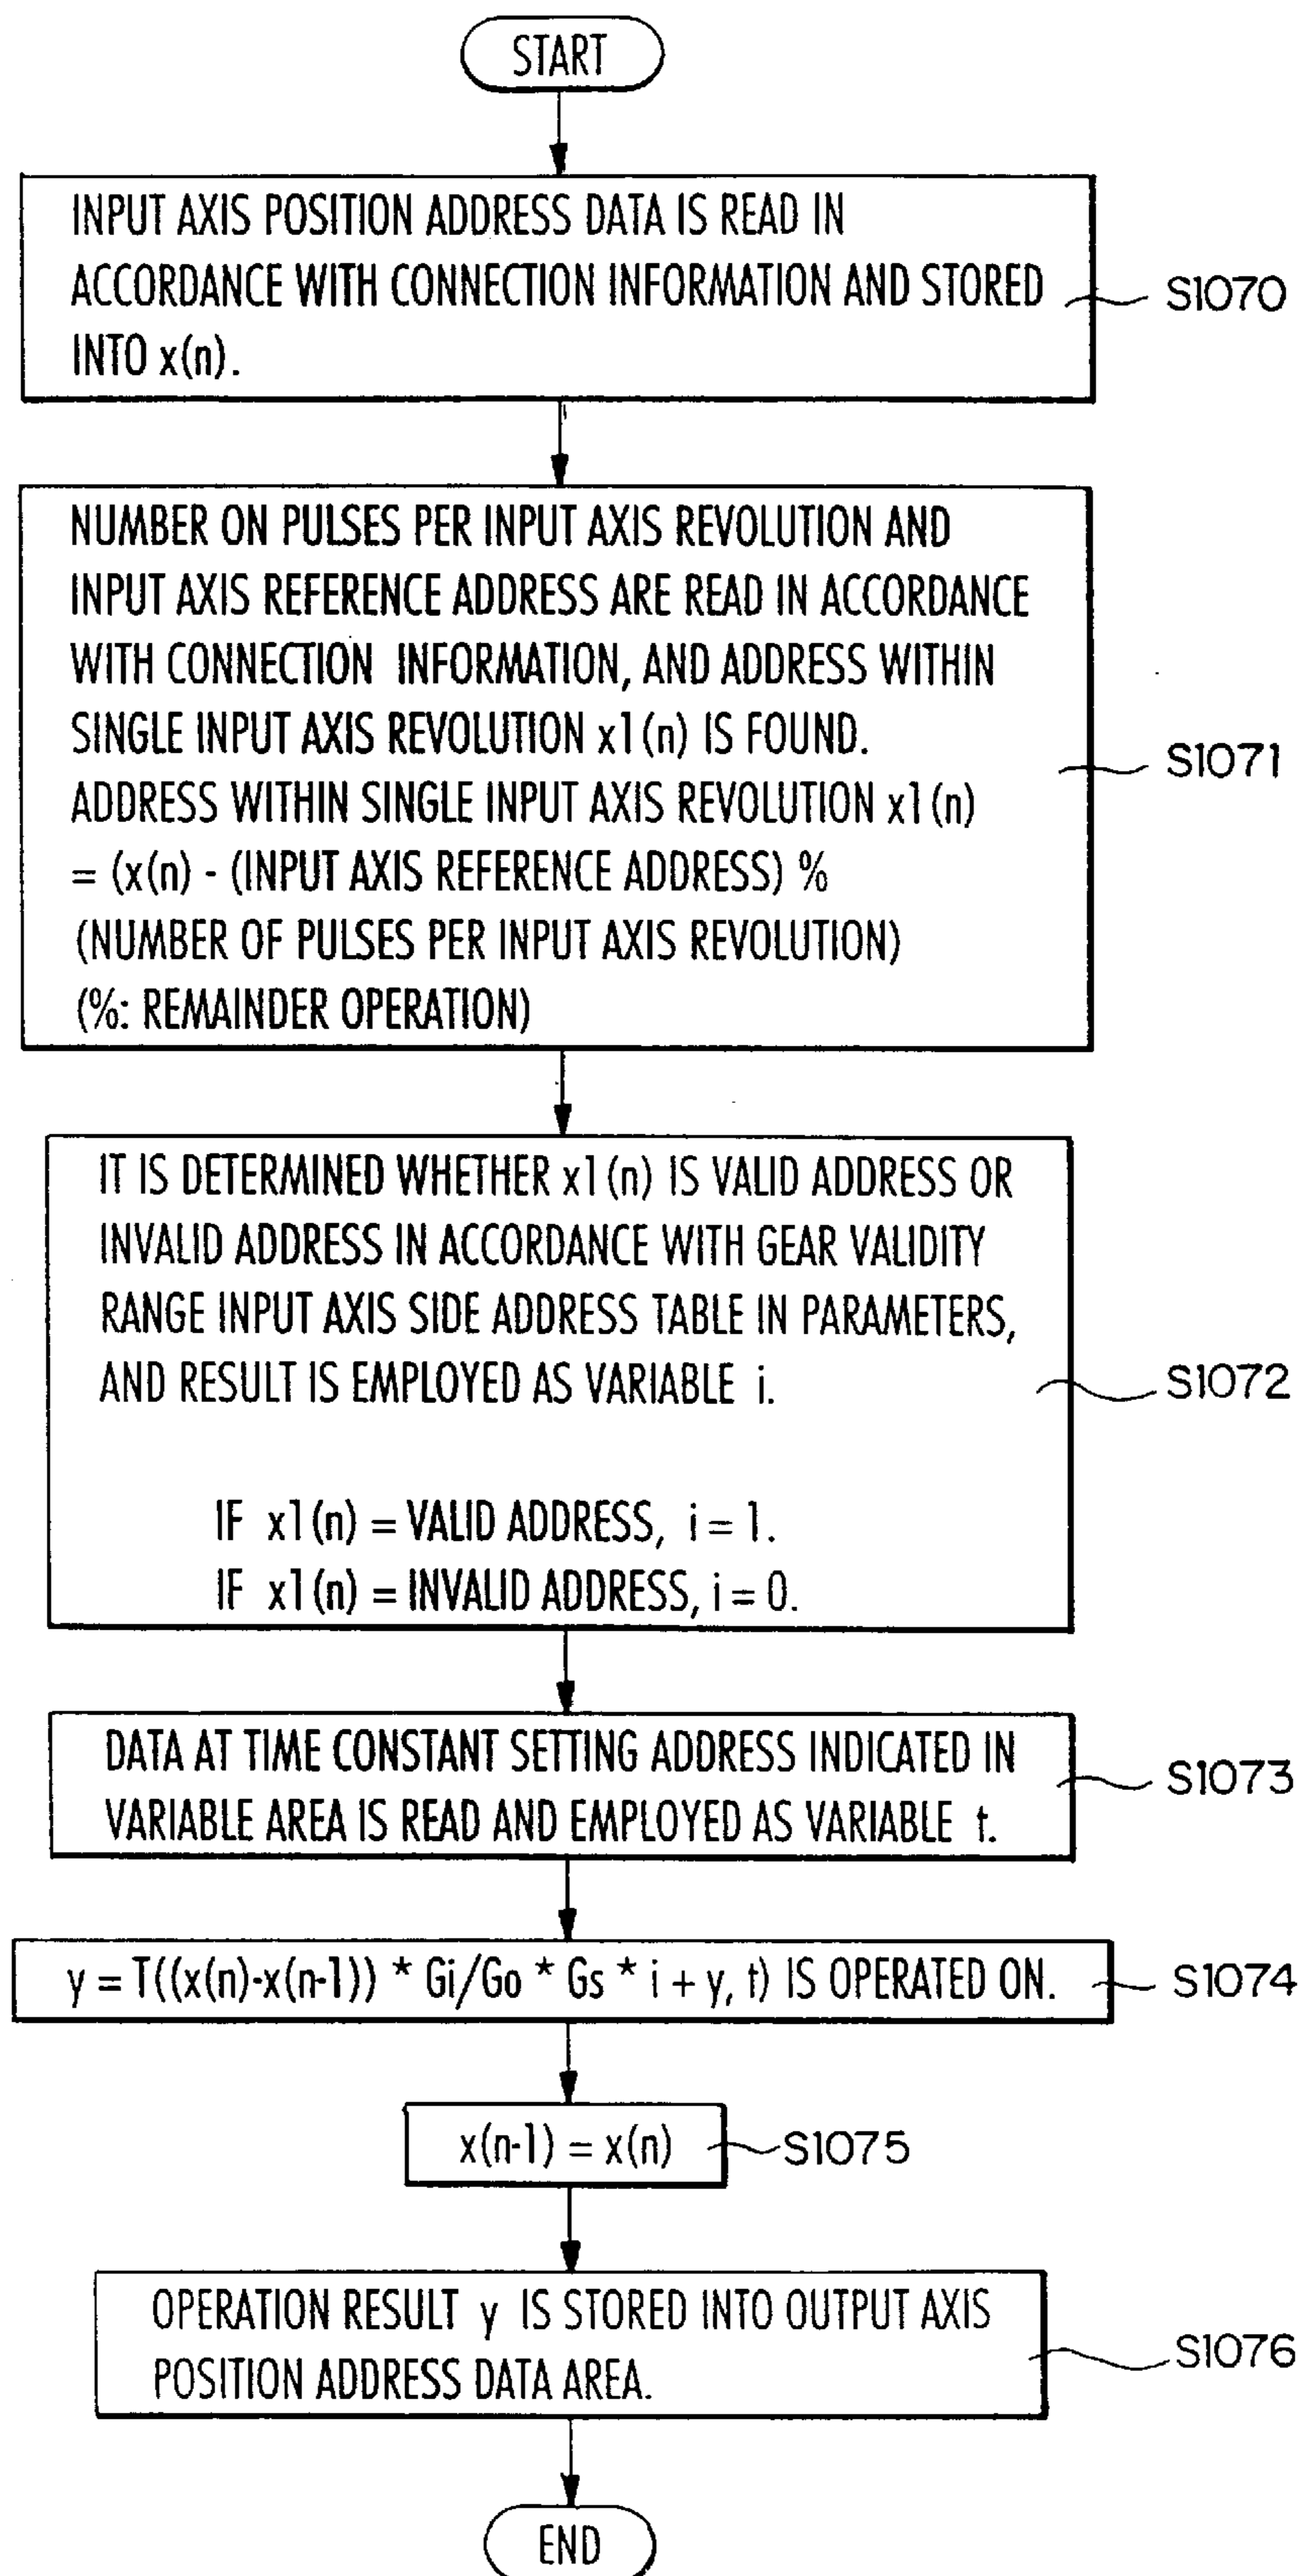 START
INPUT AXIS POSITION ADDRESS DATA IS READ IN
ACCORDANCE WITH CONNECTION INFORMATION AND STORED
INTO x(n).
S1070
NUMBER ON PULSES PER INPUT AXIS REVOLUTION AND
INPUT AXIS REFERENCE ADDRESS ARE READ IN ACCORDANCE
WITH CONNECTION INFORMATION, AND ADDRESS WITHIN
SINGLE INPUT AXIS REVOLUTION x1(n) IS FOUND.
ADDRESS WITHIN SINGLE INPUT AXIS REVOLUTION x1(n)
= (x(n) - (INPUT AXIS REFERENCE ADDRESS) %
(NUMBER OF PULSES PER INPUT AXIS REVOLUTION)
(%: REMAINDER OPERATION)
S1071
IT IS DETERMINED WHETHER x1(n) IS VALID ADDRESS OR
INVALID ADDRESS IN ACCORDANCE WITH GEAR VALIDITY
RANGE INPUT AXIS SIDE ADDRESS TABLE IN PARAMETERS,
AND RESULT IS EMPLOYED AS VARIABLE i.
IF x1(n) = VALID ADDRESS, i = 1.
IF x1(n) = INVALID ADDRESS, i = 0.
S1072
DATA AT TIME CONSTANT SETTING ADDRESS INDICATED IN
VARIABLE AREA IS READ AND EMPLOYED AS VARIABLE t.
S1073
y = T((x(n)-x(n-1)) * Gi/Go * Gs * i + y, t) IS OPERATED ON.
S1074
x(n-1) = x(n)
S1075
OPERATION RESULT y IS STORED INTO OUTPUT AXIS
POSITION ADDRESS DATA AREA.
S1076
END